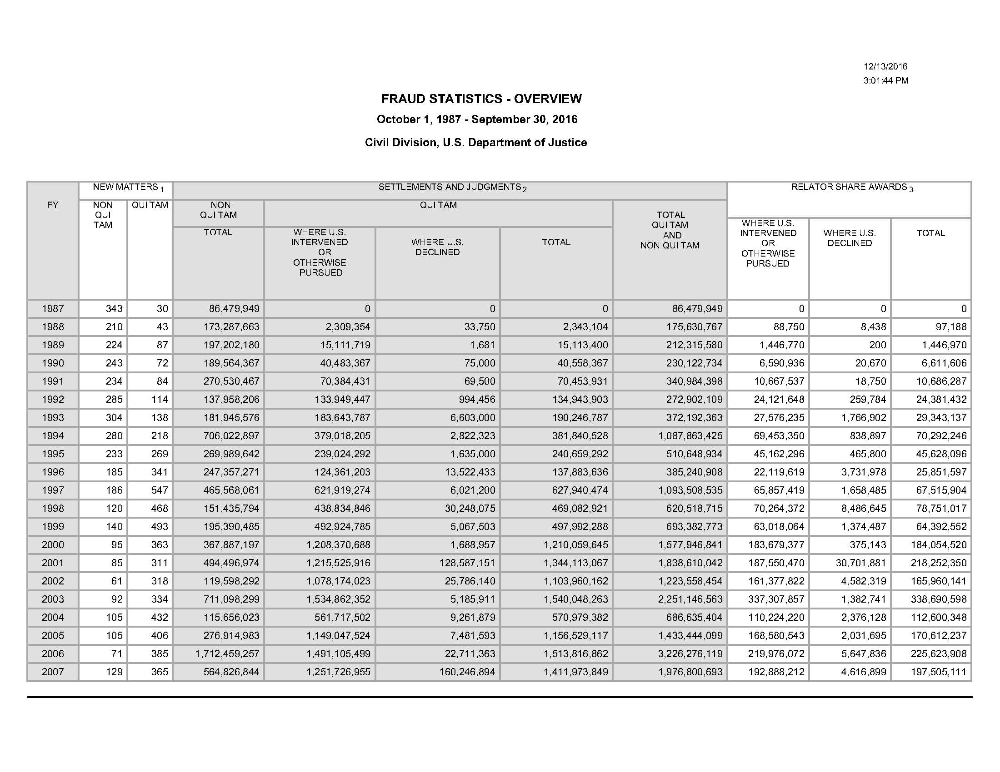 12/13/2016
3:01:44 PM
FRAUD STATISTICS - OVERVIEW
October 1, 1987 - September 30, 2016
Civil Division, U.S. Department of Justice
NEW MATTERS 1 SETTLEMENTS AND JUDGMENTS 2 RELATOR SHARE AWARDS 3
FY NON QUI TAM QUI TAM NON QUI TAM QUI TAM TOTAL QUI TAM AND NON QUI TAM WHERE U.S. INTERVENED OR OTHERWISE PURSUED WHERE U.S. DECLINED TOTAL
TOTAL WHERE U.S. INTERVENED OR OTHERWISE PURSUED WHERE U.S. DECLINED TOTAL
1987 343 30 86,479,949 0 0 0 86,479,949 0 0 0
1988 210 43 173,287,663 2,309,354 33,750 2,343,104 175,630,767 88,750 8,438 97,188
1989 224 87 197,202,180 15,111,719 1,681 15,113,400 212,315,580 1,446,770 200 1,446,970
1990 243 72 189,564,367 40,483,367 75,000 40,558,367 230,122,734 6,590,936 20,670 6,611,606
1991 234 84 270,530,467 70,384,431 69,500 70,453,931 340,984,398 10,667,537 18,750 10,686,287
1992 285 114 137,958,206 133,949,447 994,456 134,943,903 272,902,109 24,121,648 259,784 24,381,432
1993 304 138 181,945,576 183,643,787 6,603,000 190,246,787 372,192,363 27,576,235 1,766,902 29,343,137
1994 280 218 706,022,897 379,018,205 2,822,323 381,840,528 1,087,863,425 69,453,350 838,897 70,292,246
1995 233 269 269,989,642 239,024,292 1,635,000 240,659,292 510,648,934 45,162,296 465,800 45,628,096
1996 185 341 247,357,271 124,361,203 13,522,433 137,883,636 385,240,908 22,119,619 3,731,978 25,851,597
1997 186 547 465,568,061 621,919,274 6,021,200 627,940,474 1,093,508,535 65,857,419 1,658,485 67,515,904
1998 120 468 151,435,794 438,834,846 30,248,075 469,082,921 620,518,715 70,264,372 8,486,645 78,751,017
1999 140 493 195,390,485 492,924,785 5,067,503 497,992,288 693,382,773 63,018,064 1,374,487 64,392,552
2000 95 363 367,887,197 1,208,370,688 1,688,957 1,210,059,645 1,577,946,841 183,679,377 375,143 184,054,520
2001 85 311 494,496,974 1,215,525,916 128,587,151 1,344,113,067 1,838,610,042 187,550,470 30,701,881 218,252,350
2002 61 318 119,598,292 1,078,174,023 25,786,140 1,103,960,162 1,223,558,454 161,377,822 4,582,319 165,960,141
2003 92 334 711,098,299 1,534,862,352 5,185,911 1,540,048,263 2,251,146,563 337,307,857 1,382,741 338,690,598
2004 105 432 115,656,023 561,717,502 9,261,879 570,979,382 686,635,404 110,224,220 2,376,128 112,600,348
2005 105 406 276,914,983 1,149,047,524 7,481,593 1,156,529,117 1,433,444,099 168,580,543 2,031,695 170,612,237
2006 71 385 1,712,459,257 1,491,105,499 22,711,363 1,513,816,862 3,226,276,119 219,976,072 5,647,836 225,623,908
2007 129 365 564,826,844 1,251,726,955 160,246,894 1,411,973,849 1,976,800,693 192,888,212 4,616,899 197,505,111